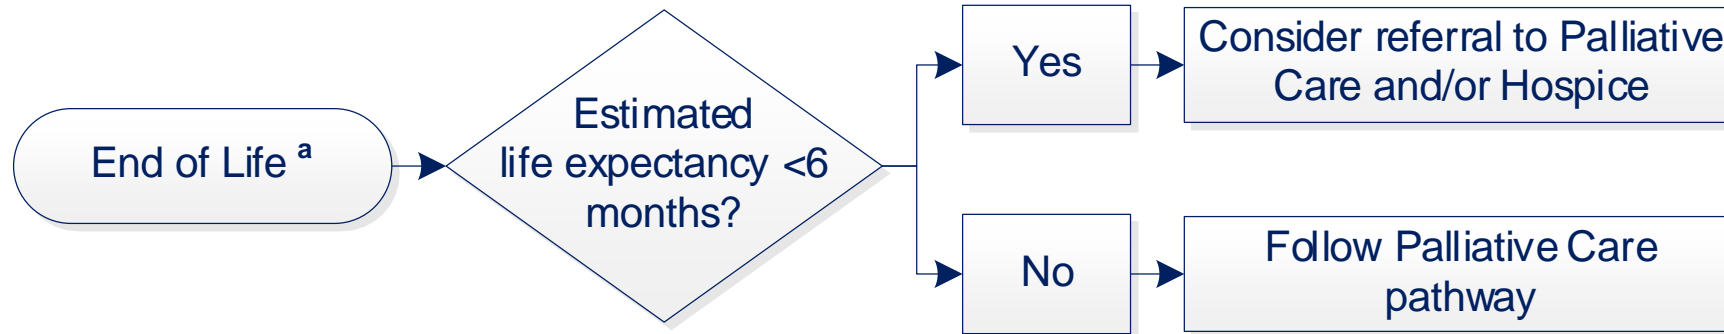 End of Life a
Estimated
life expectancy <6
months?
Yes
Consider referral to Palliative
Care and/or Hospice
No
Follow Palliative Care
pathway